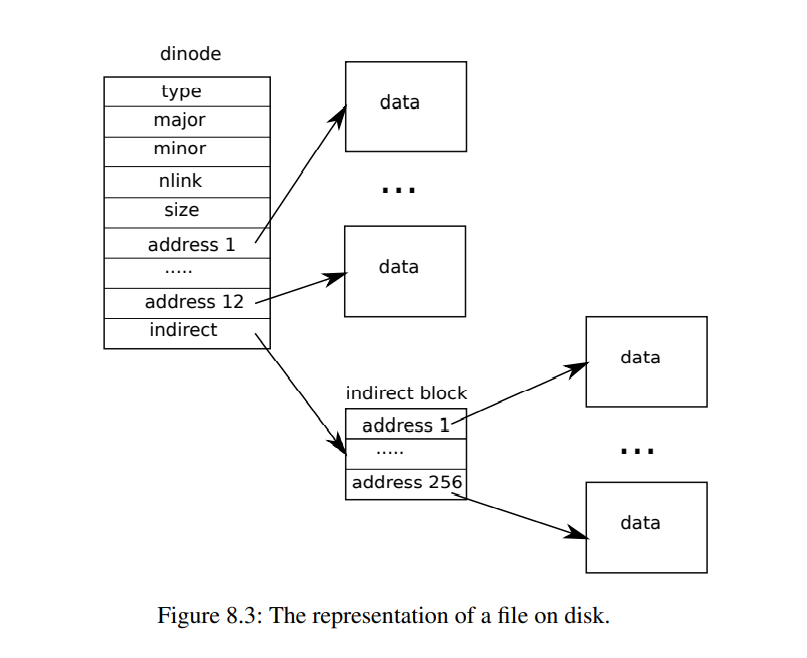 dinode
type
major
minor
nlink
size
address 1
.....
address 12
indirect
data
...
data
indirect block
address 1
.....
address 256
data
...
data
Figure 8.3: The representation of a file on disk.